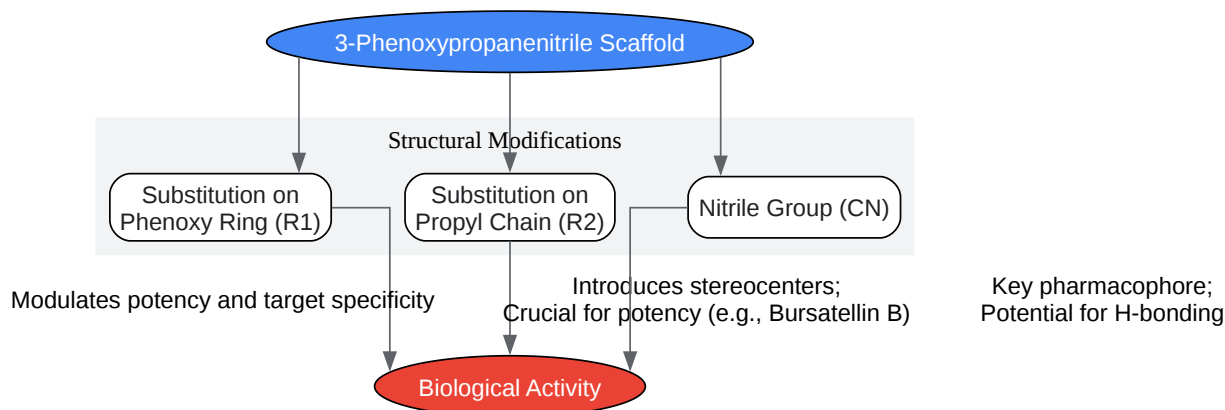 3-Phenoxypropanenitrile Scaffold
Structural Modifications
Substitution on
Phenoxy Ring (R1)
Substitution on
Propyl Chain (R2)
Nitrile Group (CN)
Modulates potency and target specificity
Introduces stereocenters;
Crucial for potency (e.g., Bursatellin B)
Key pharmacophore;
Potential for H-bonding
Biological Activity